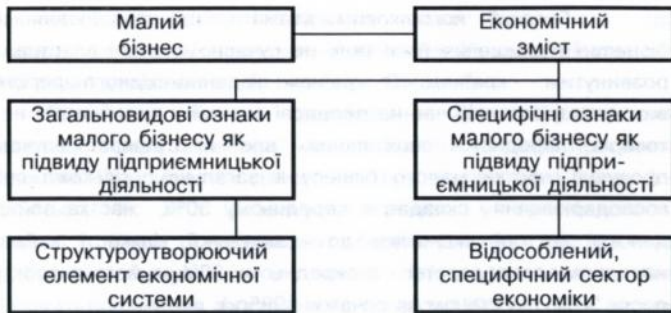 Малий
бізнес
Економічний
зміст
Загальновидові ознаки
малого бізнесу як
підвиду підприємницької
діяльності
Специфічні ознаки
малого бізнесу як
підвиду підпри-
ємницької діяльності
Структуроутворюючий
елемент економічної
системи
Відособлений,
специфічний сектор
економіки